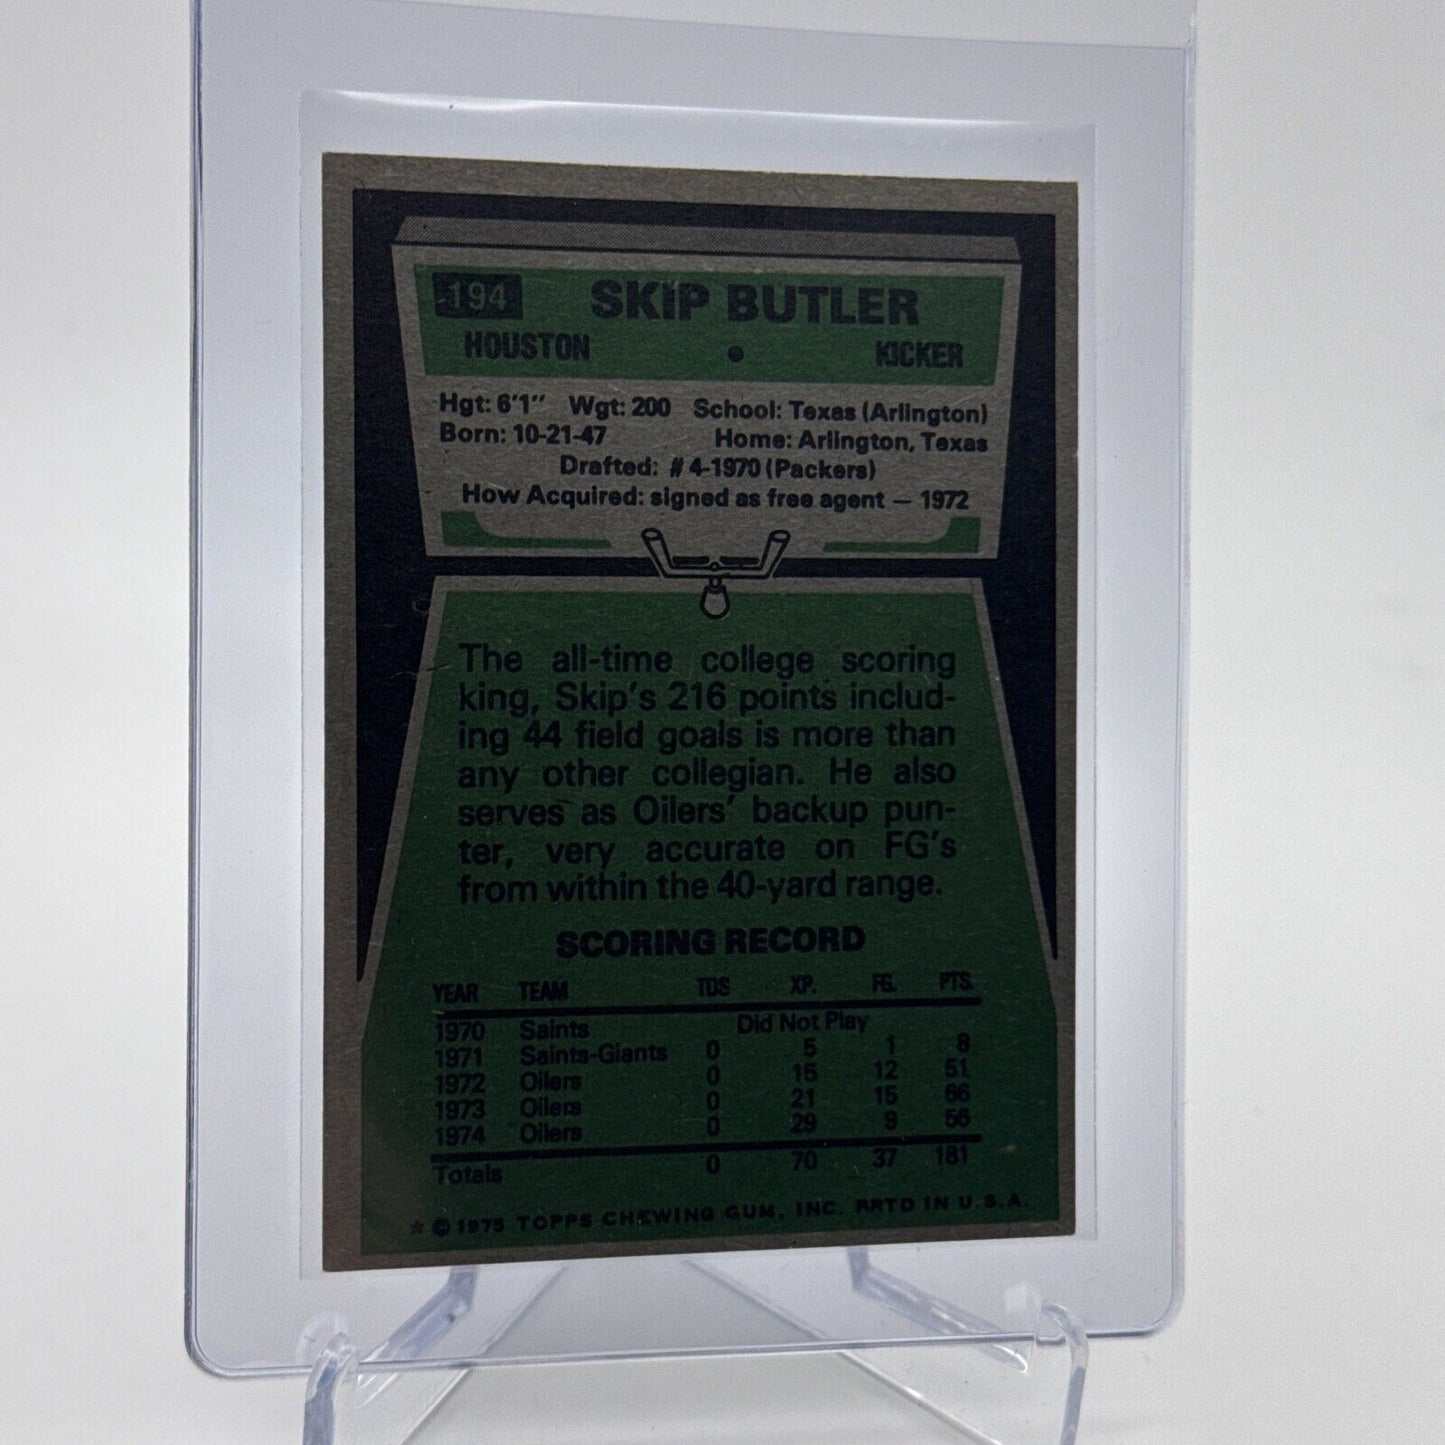 194 SKIP BUTLER
HOUSTON • KICKER
Hgt: 6'1" Wgt: 200 School: Texas (Arlington)
Born: 10-21-47 Home: Arlington, Texas
Drafted: #4-1970 (Packers)
How Acquired: signed as free agent — 1972
The all-time college scoring
king, Skip's 216 points includ-
ing 44 field goals is more than
any other collegian. He also
serves as Oilers' backup pun-
ter, very accurate on FG's
from within the 40-yard range.
SCORING RECORD
YEAR TEAM TDS XP. FG. PTS.
1970 Saints Did Not Play
1971 Saints-Giants 0 5 1 8
1972 Oilers 0 15 12 51
1973 Oilers 0 21 15 66
1974 Oilers 0 29 9 56
Totals 0 70 37 181
★ © 1975 TOPPS CHEWING GUM, INC. PRTD IN U.S.A.